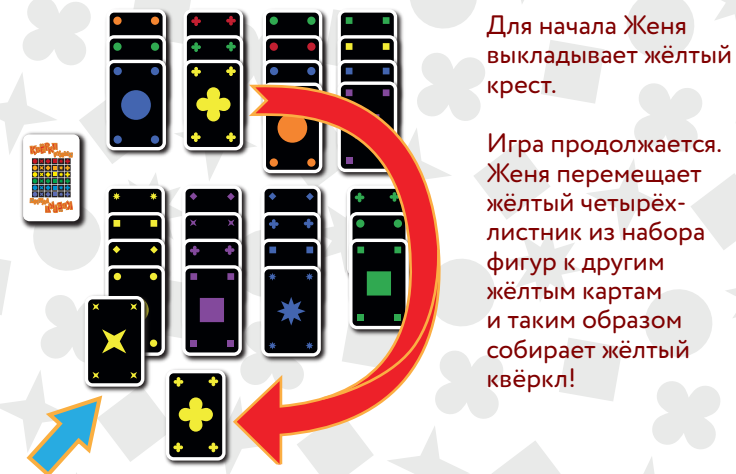 Для начала Женя
выкладывает жёлтый
крест.
Игра продолжается.
Женя перемещает
жёлтый четырёх-
листник из набора
фигур к другим
жёлтым картам
и таким образом
собирает жёлтый
квёркл!